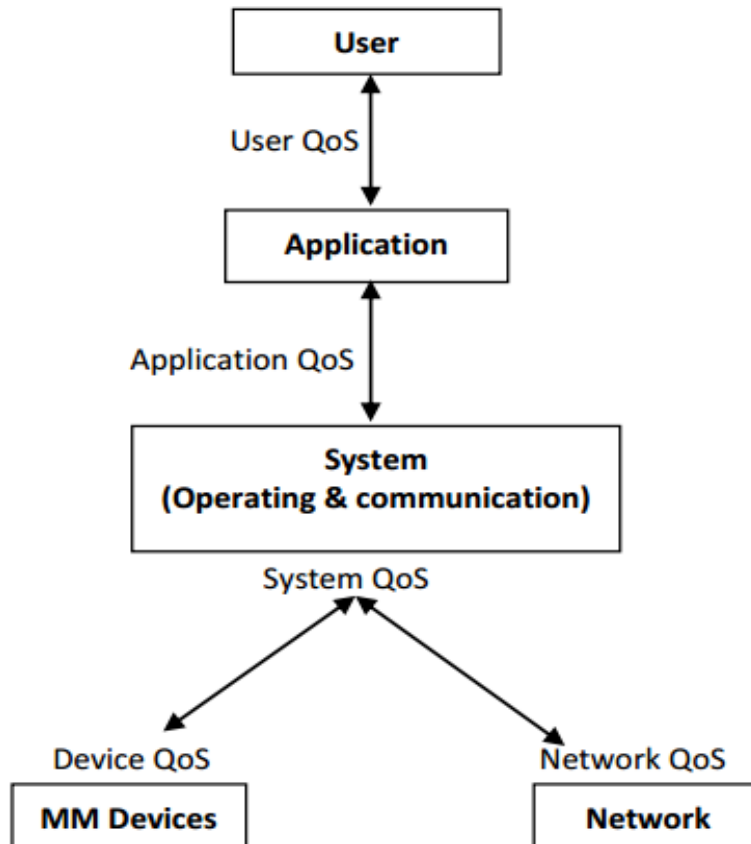 User
User QoS
Application
Application QoS
System
(Operating & communication)
System QoS
Device QoS
Network QoS
MM Devices
Network